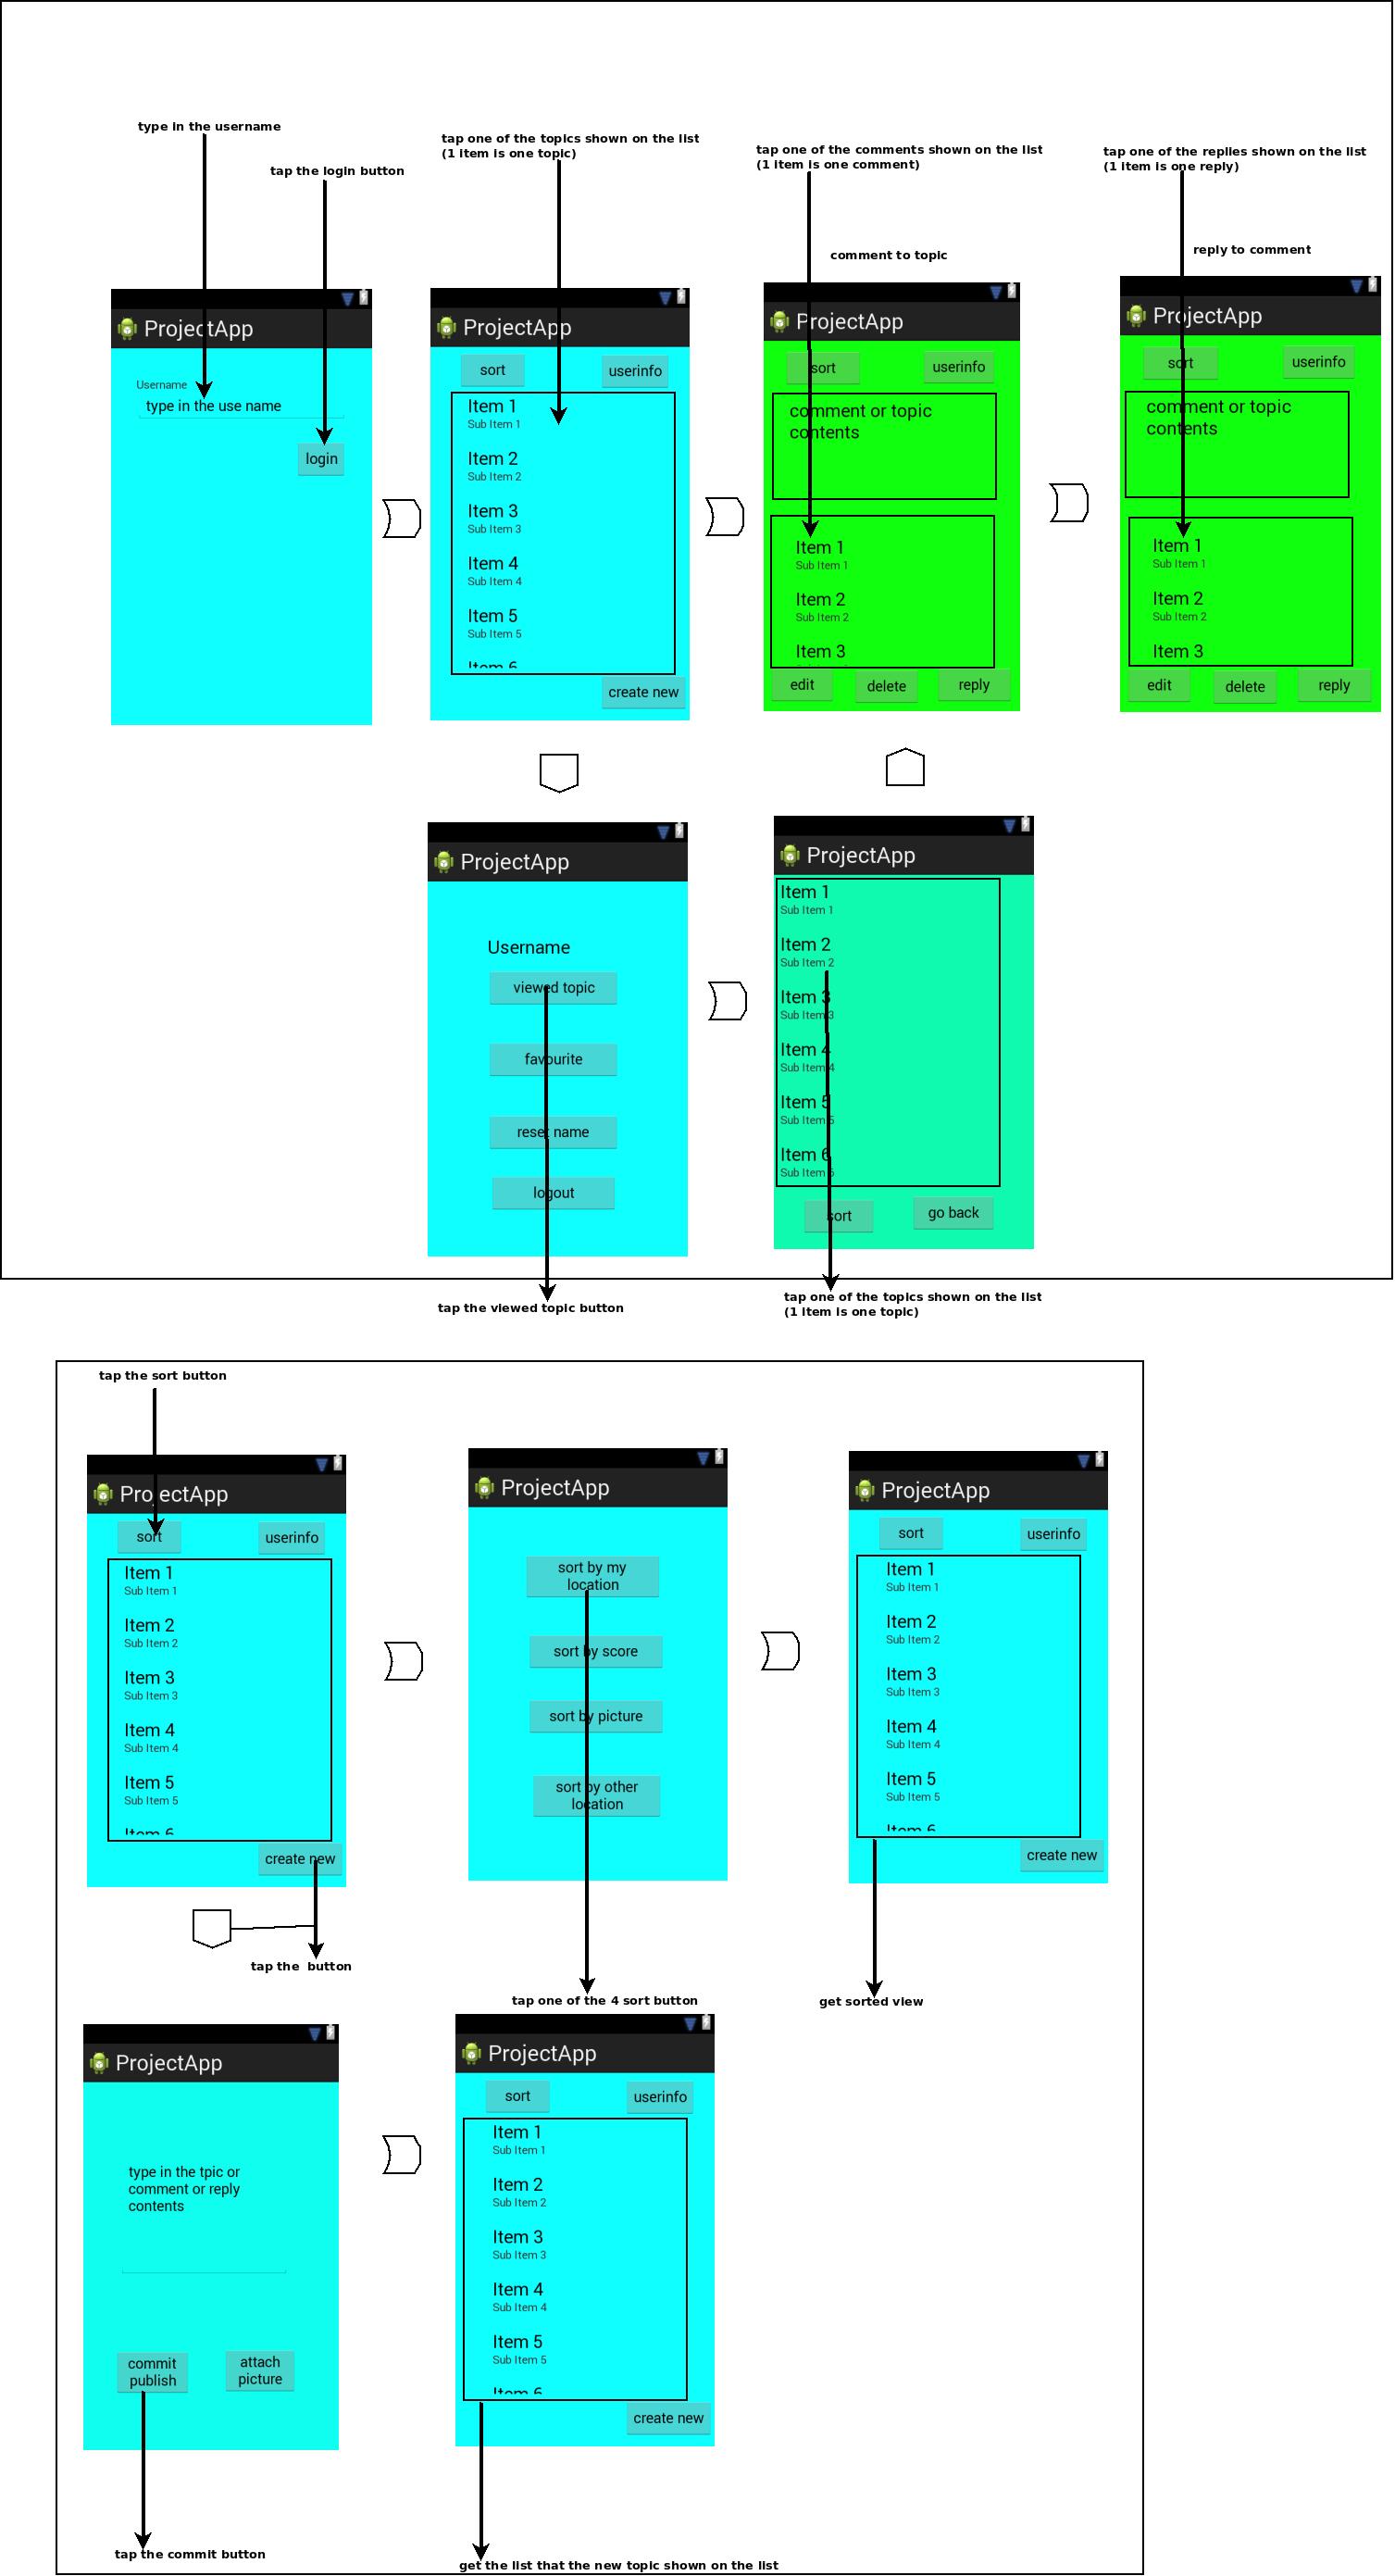 type in the username
tap the login button
tap one of the topics shown on the list
(1 item is one topic)
tap one of the comments shown on the list
(1 item is one comment)
tap one of the replies shown on the list
(1 item is one reply)
comment to topic
reply to comment
ProjectApp
Username
type in the use name
login
ProjectApp
sort
userinfo
Item 1
Sub Item 1
Item 2
Sub Item 2
Item 3
Sub Item 3
Item 4
Sub Item 4
Item 5
Sub Item 5
Item 6
create new
ProjectApp
sort
userinfo
comment or topic
contents
Item 1
Sub Item 1
Item 2
Sub Item 2
Item 3
edit
delete
reply
ProjectApp
sort
userinfo
comment or topic
contents
Item 1
Sub Item 1
Item 2
Sub Item 2
Item 3
edit
delete
reply
ProjectApp
Username
viewed topic
favourite
reset name
logout
tap the viewed topic button
ProjectApp
Item 1
Sub Item 1
Item 2
Sub Item 2
Item 3
Sub Item 3
Item 4
Sub Item 4
Item 5
Sub Item 5
Item 6
Sub Item 6
sort
go back
tap one of the topics shown on the list
(1 item is one topic)
tap the sort button
ProjectApp
sort
userinfo
Item 1
Sub Item 1
Item 2
Sub Item 2
Item 3
Sub Item 3
Item 4
Sub Item 4
Item 5
Sub Item 5
Item 6
create new
tap the  button
ProjectApp
sort by my
location
sort by score
sort by picture
sort by other
location
tap one of the 4 sort button
ProjectApp
sort
userinfo
Item 1
Sub Item 1
Item 2
Sub Item 2
Item 3
Sub Item 3
Item 4
Sub Item 4
Item 5
Sub Item 5
Item 6
create new
get sorted view
ProjectApp
type in the tpic or
comment or reply
contents
commit
publish
attach
picture
tap the commit button
ProjectApp
sort
userinfo
Item 1
Sub Item 1
Item 2
Sub Item 2
Item 3
Sub Item 3
Item 4
Sub Item 4
Item 5
Sub Item 5
Item 6
create new
get the list that the new topic shown on the list